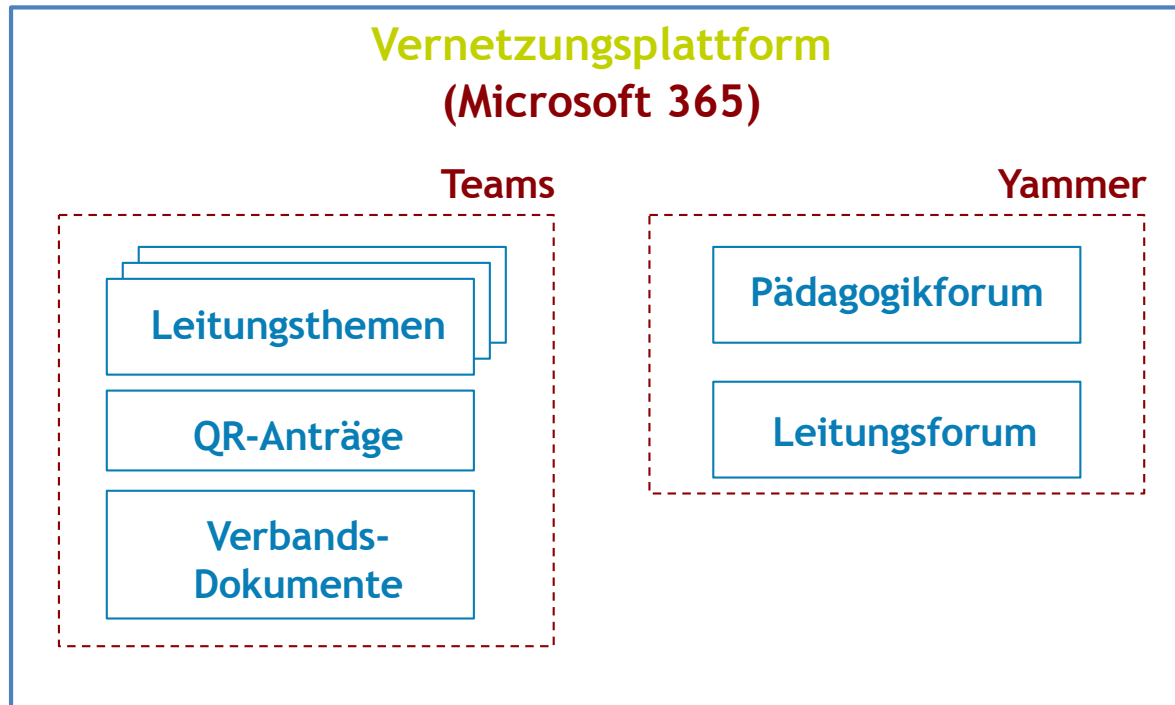 Vernetzungsplattform
(Microsoft 365)
Teams
Leitungsthemen
QR-Anträge
Verbands-
Dokumente
Yammer
Pädagogikforum
Leitungsforum